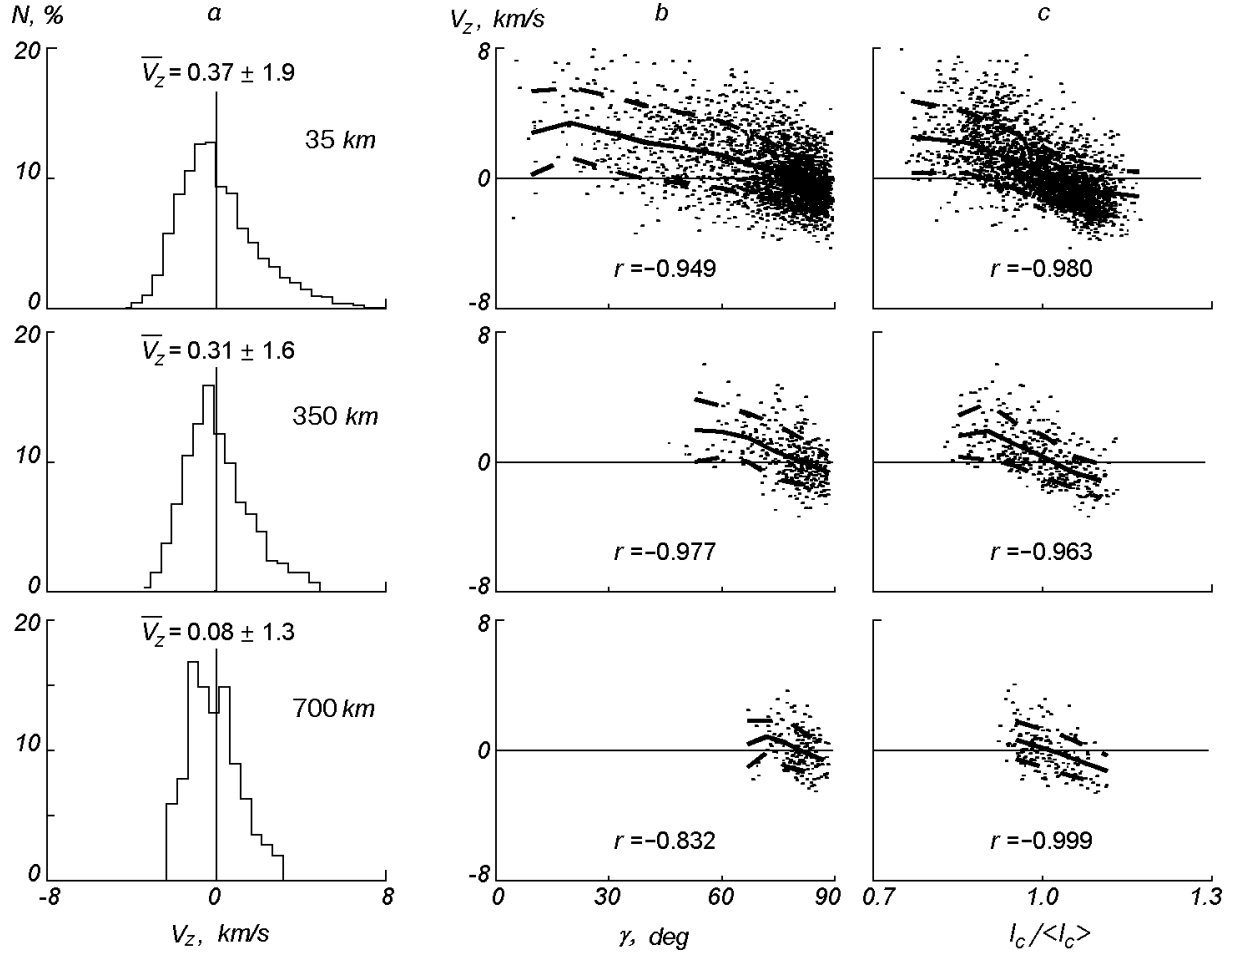 N, % a V_z, km/s b c
20 V̅_z = 0.37 ± 1.9 8
35 km
10 0
r =−0.949 r =−0.980
0 -8
20 V̅_z = 0.31 ± 1.6 8
350 km
10 0
r =−0.977 r =−0.963
0 -8
20 V̅_z = 0.08 ± 1.3 8
700 km
10 0
r =−0.832 r =−0.999
0 -8
-8 0 8 0 30 60 90 0.7 1.0 1.3
V_z, km/s γ, deg I_c /<I_c>